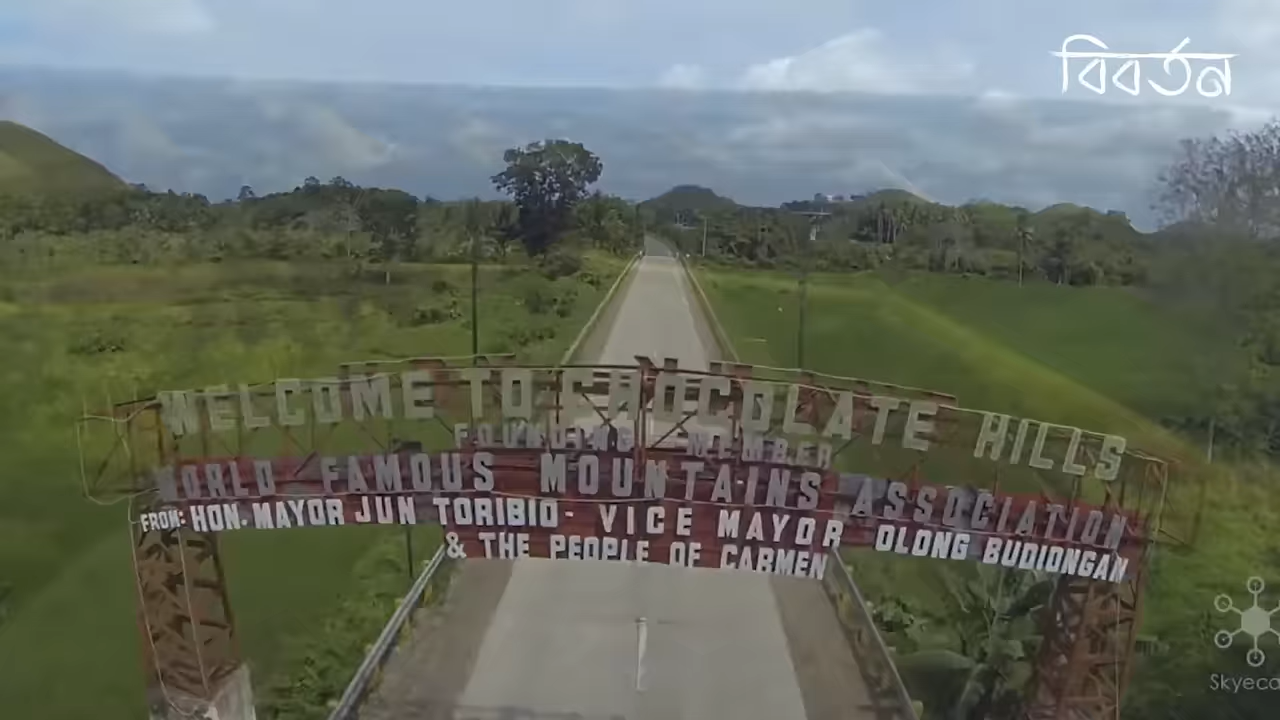 বিবর্তন
WELCOME TO CHOCOLATE HILLS
FOUNDING MEMBER
WORLD FAMOUS MOUNTAINS ASSOCIATION
FROM: HON. MAYOR JUN TORIBIO - VICE MAYOR OLONG BUDIONGAN
& THE PEOPLE OF CARMEN